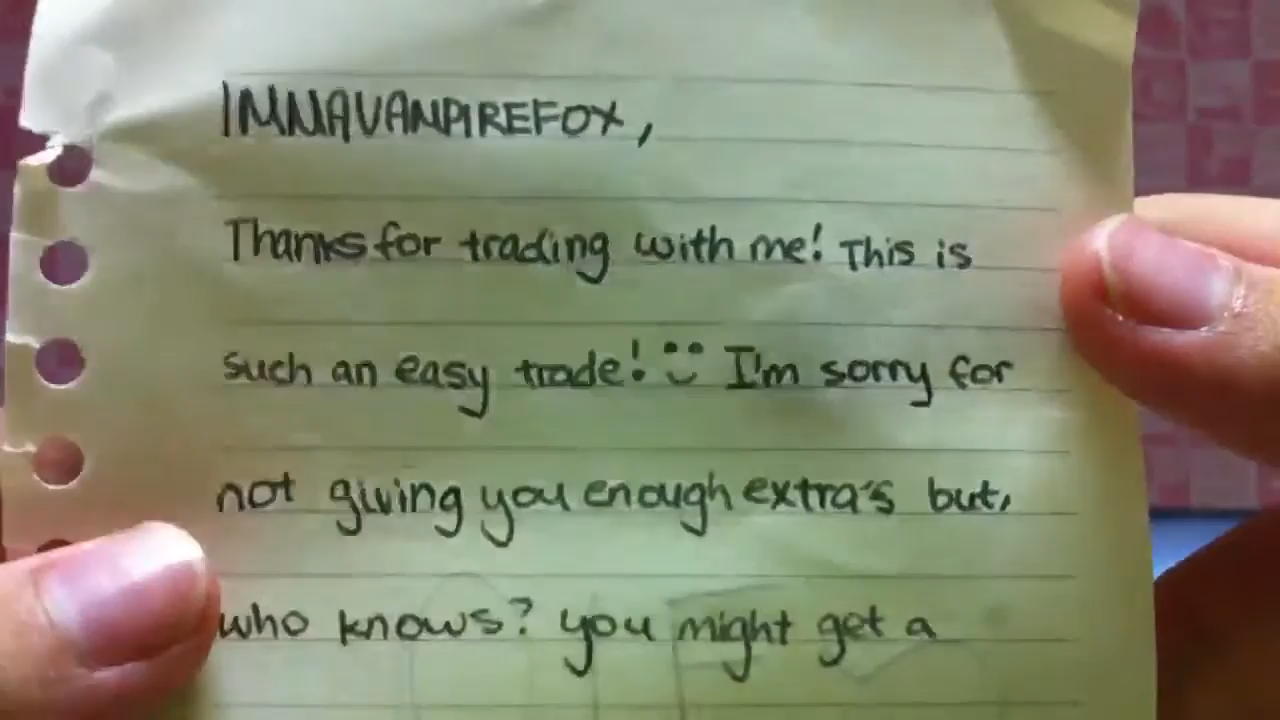 IMNAVANPIREFOX,
Thanks for trading with me! This is
such an easy trade! I'm sorry for
not giving you enough extra's but,
who knows? you might get a